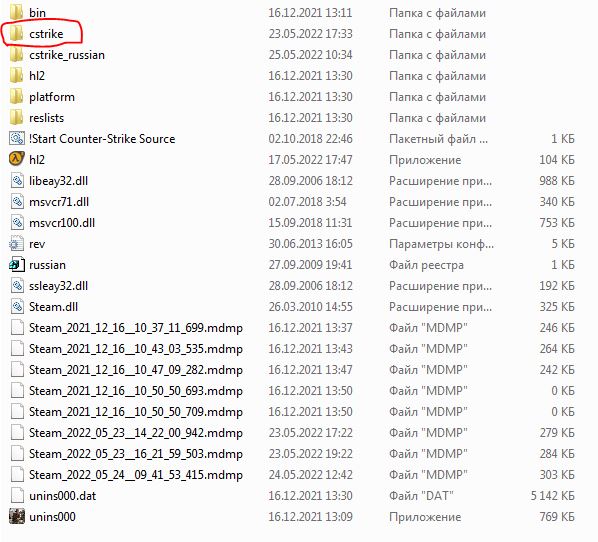 bin 16.12.2021 13:11 Папка с файлами
cstrike 23.05.2022 17:33 Папка с файлами
cstrike_russian 25.05.2022 10:34 Папка с файлами
hl2 16.12.2021 13:30 Папка с файлами
platform 16.12.2021 13:30 Папка с файлами
reslists 16.12.2021 13:30 Папка с файлами
!Start Counter-Strike Source 02.10.2018 22:46 Пакетный файл ... 1 КБ
hl2 17.05.2022 17:47 Приложение 104 КБ
libeay32.dll 28.09.2006 18:12 Расширение при... 988 КБ
msvcr71.dll 02.07.2018 3:54 Расширение при... 340 КБ
msvcr100.dll 15.09.2018 11:31 Расширение при... 753 КБ
rev 30.06.2013 16:05 Параметры конф... 5 КБ
russian 27.09.2009 19:41 Файл реестра 1 КБ
ssleay32.dll 28.09.2006 18:12 Расширение при... 192 КБ
Steam.dll 26.03.2010 14:55 Расширение при... 325 КБ
Steam_2021_12_16__10_37_11_699.mdmp 16.12.2021 13:37 Файл "MDMP" 246 КБ
Steam_2021_12_16__10_43_03_535.mdmp 16.12.2021 13:43 Файл "MDMP" 264 КБ
Steam_2021_12_16__10_47_09_282.mdmp 16.12.2021 13:47 Файл "MDMP" 242 КБ
Steam_2021_12_16__10_50_50_693.mdmp 16.12.2021 13:50 Файл "MDMP" 0 КБ
Steam_2021_12_16__10_50_50_709.mdmp 16.12.2021 13:50 Файл "MDMP" 0 КБ
Steam_2022_05_23__14_22_00_942.mdmp 23.05.2022 17:22 Файл "MDMP" 279 КБ
Steam_2022_05_23__16_21_59_503.mdmp 23.05.2022 19:22 Файл "MDMP" 284 КБ
Steam_2022_05_24__09_41_53_415.mdmp 24.05.2022 12:42 Файл "MDMP" 303 КБ
unins000.dat 16.12.2021 13:30 Файл "DAT" 5 142 КБ
unins000 16.12.2021 13:09 Приложение 769 КБ